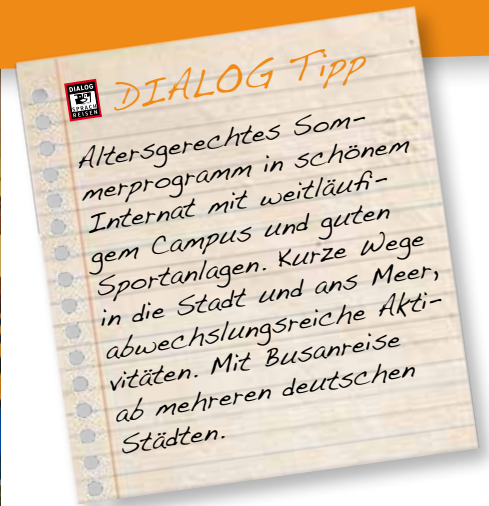 DIALOG
SPRACH
REISEN
DIALOG Tipp
Altersgerechtes Som-
merprogramm in schönem
Internat mit weitläufi-
gem Campus und guten
Sportanlagen. Kurze Wege
in die Stadt und ans Meer,
abwechslungsreiche Akti-
vitäten. Mit Busanreise
ab mehreren deutschen
Städten.